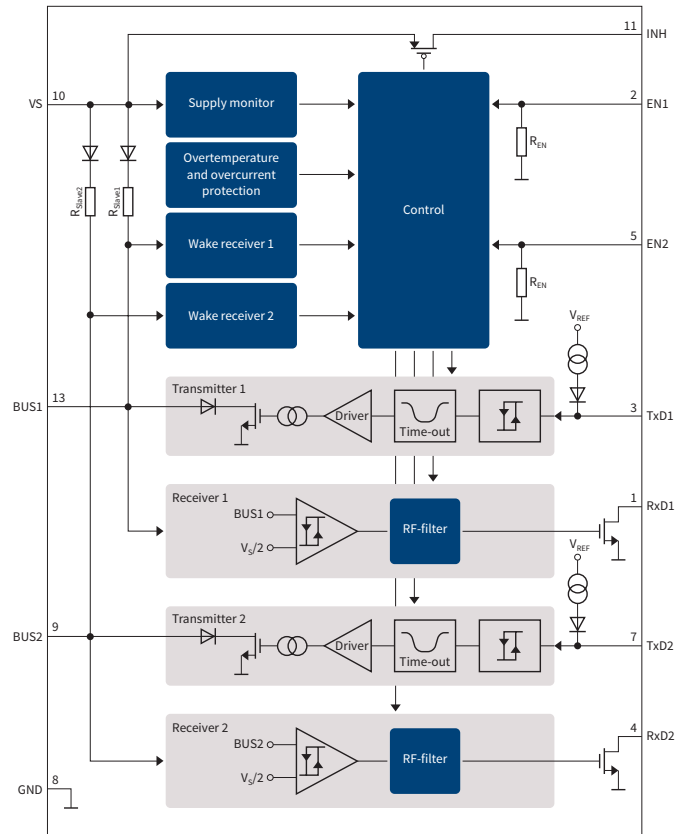 11
INH
VS
10
Supply monitor
2
EN1
R_EN
Overtemperature
and overcurrent
protection
Control
R_Slave2
R_Slave1
Wake receiver 1
5
EN2
R_EN
Wake receiver 2
V_REF
Transmitter 1
BUS1
13
Driver
Time-out
3
TxD1
Receiver 1
BUS1
V_S/2
RF-filter
1
RxD1
V_REF
Transmitter 2
BUS2
9
Driver
Time-out
7
TxD2
Receiver 2
BUS2
V_S/2
RF-filter
4
RxD2
GND
8